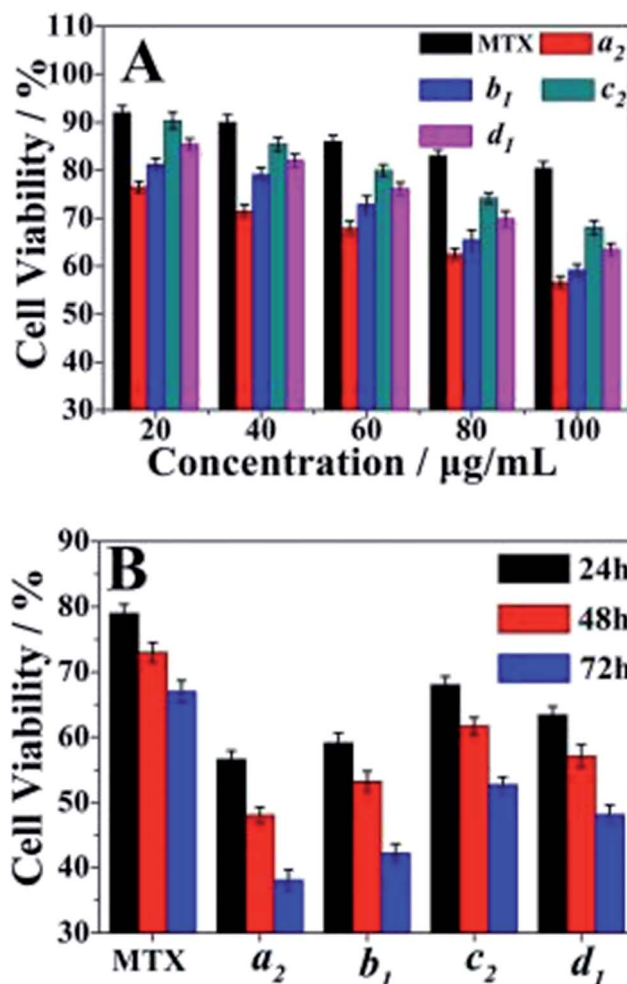 A
MTX a2
b1 c2
d1
110
100
90
80
70
60
50
40
30
Cell Viability / %
20 40 60 80 100
Concentration / μg/mL
B
24h
48h
72h
90
80
70
60
50
40
30
Cell Viability / %
MTX a2 b1 c2 d1